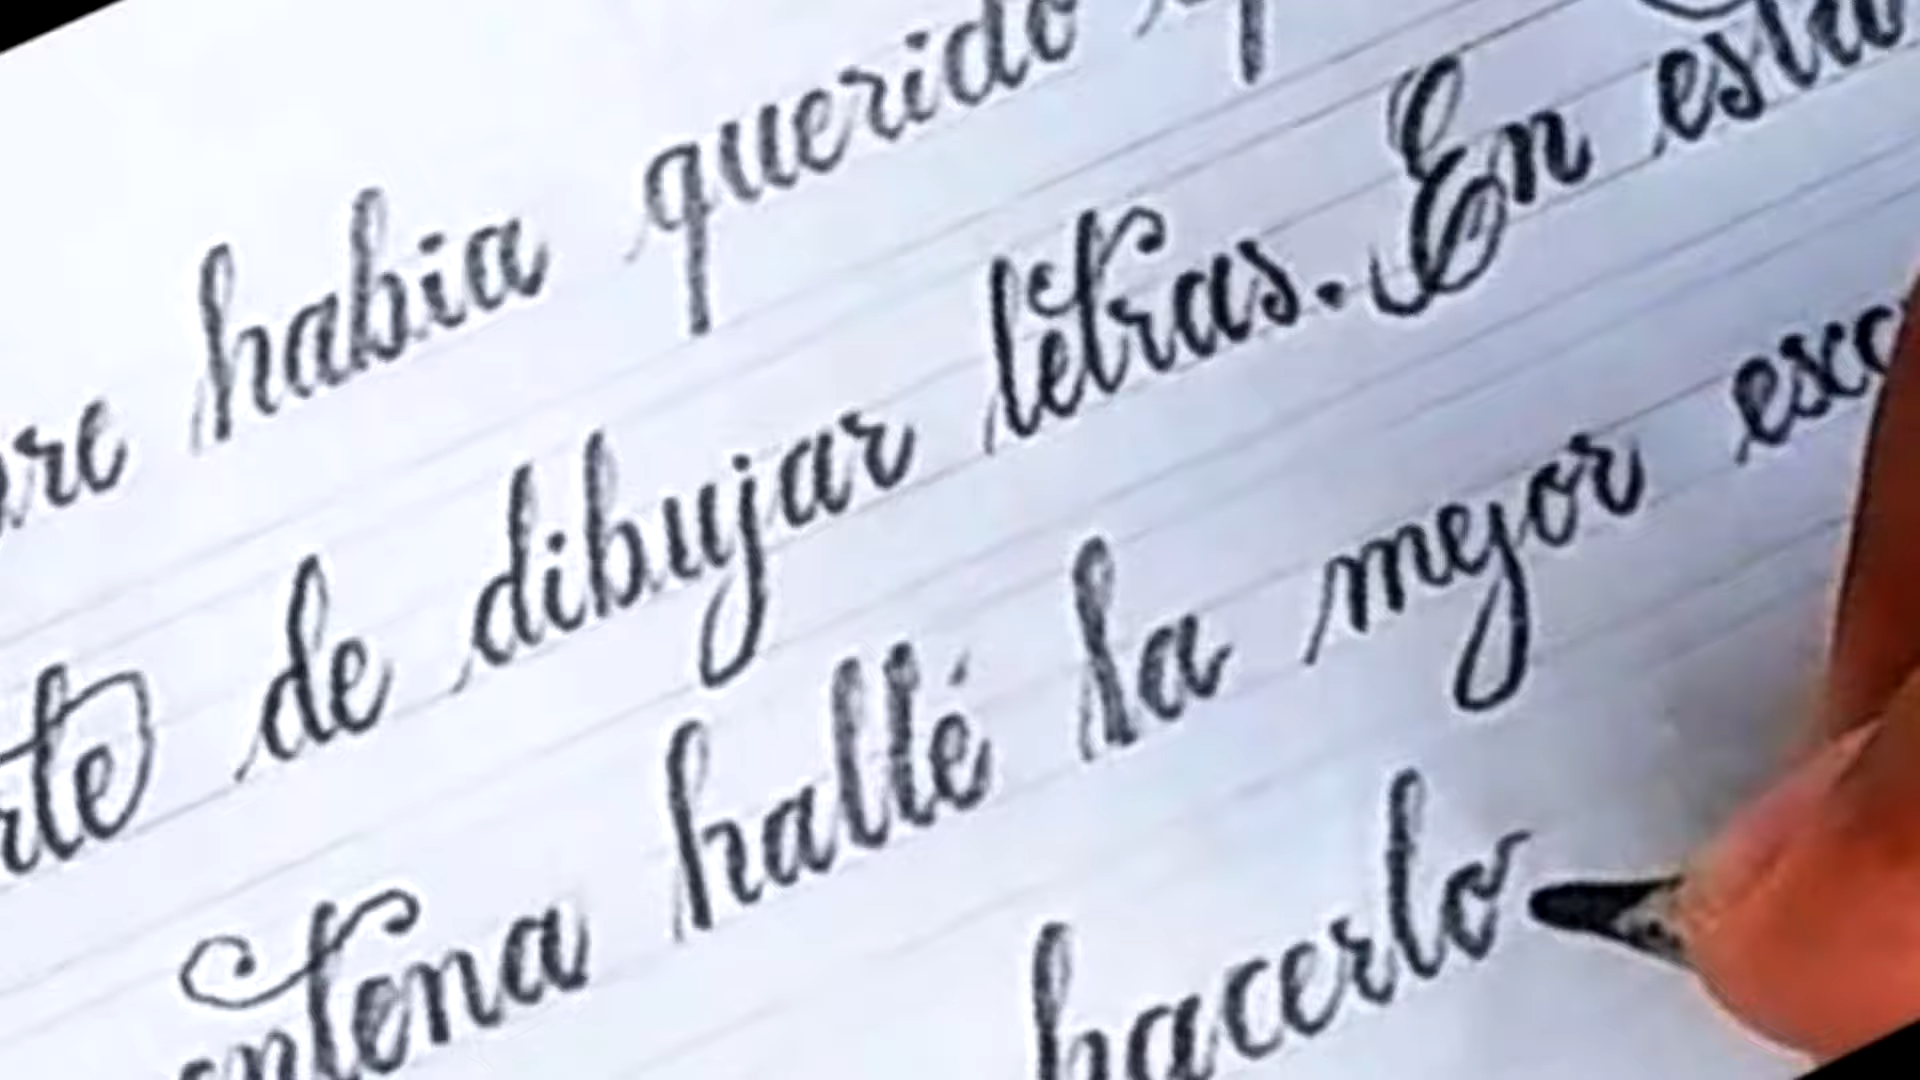 habia querido
de dibujar letras. En esta
hallé la mejor
hacerlo